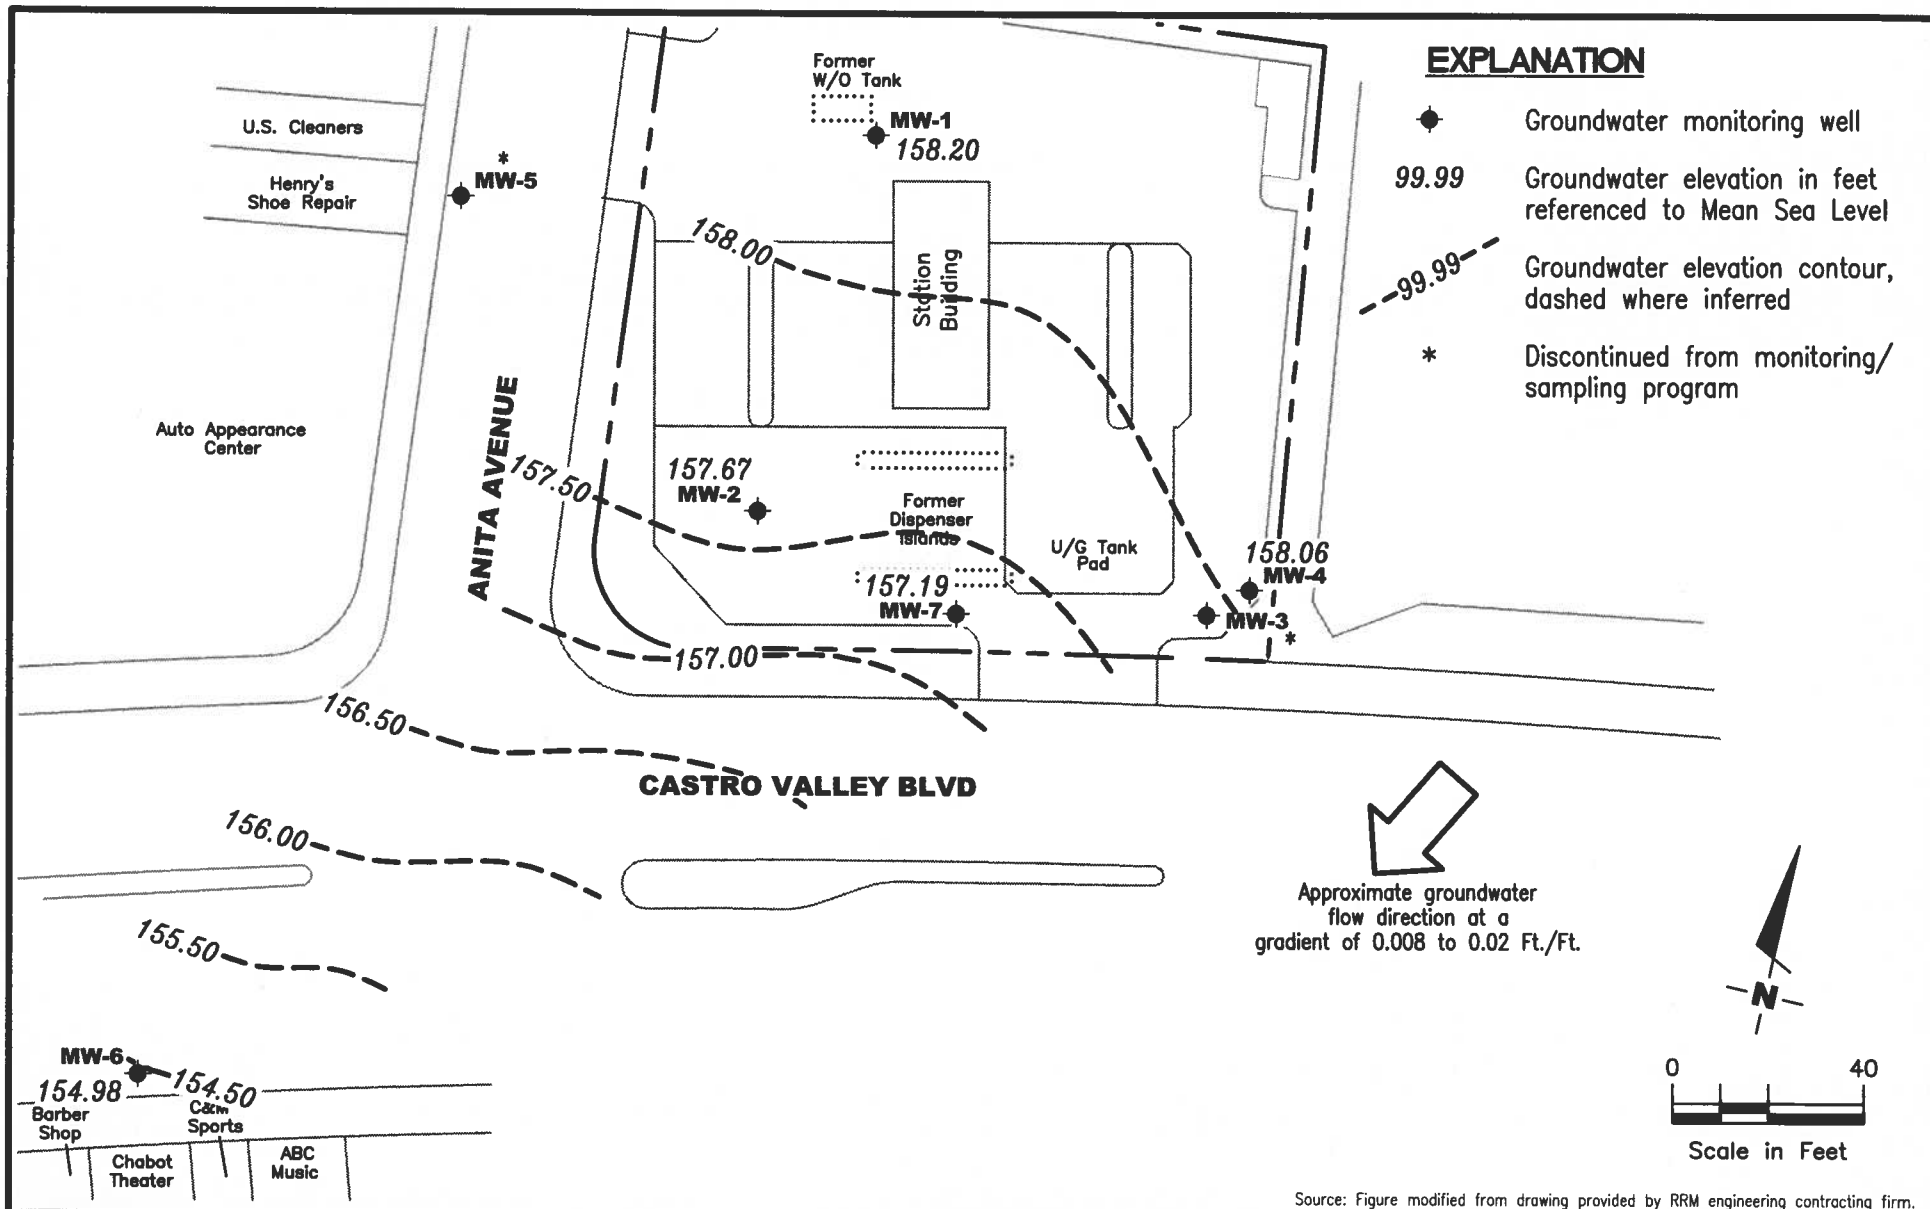 Former
W/O Tank
MW-1
158.20
U.S. Cleaners
Henry's
Shoe Repair
*
MW-5
158.00
Station
Building
Auto Appearance
Center
ANITA AVENUE
157.50
157.67
MW-2
Former
Dispenser
Islands
U/G Tank
Pad
158.06
MW-4
157.19
MW-7
MW-3
*
157.00
156.50
CASTRO VALLEY BLVD
156.00
155.50
MW-6
154.98
154.50
Barber
Shop
C&m
Sports
Chabot
Theater
ABC
Music
EXPLANATION
Groundwater monitoring well
99.99
Groundwater elevation in feet
referenced to Mean Sea Level
99.99
Groundwater elevation contour,
dashed where inferred
*
Discontinued from monitoring/
sampling program
Approximate groundwater
flow direction at a
gradient of 0.008 to 0.02 Ft./Ft.
N
0 40
Scale in Feet
Source: Figure modified from drawing provided by RRM engineering contracting firm.